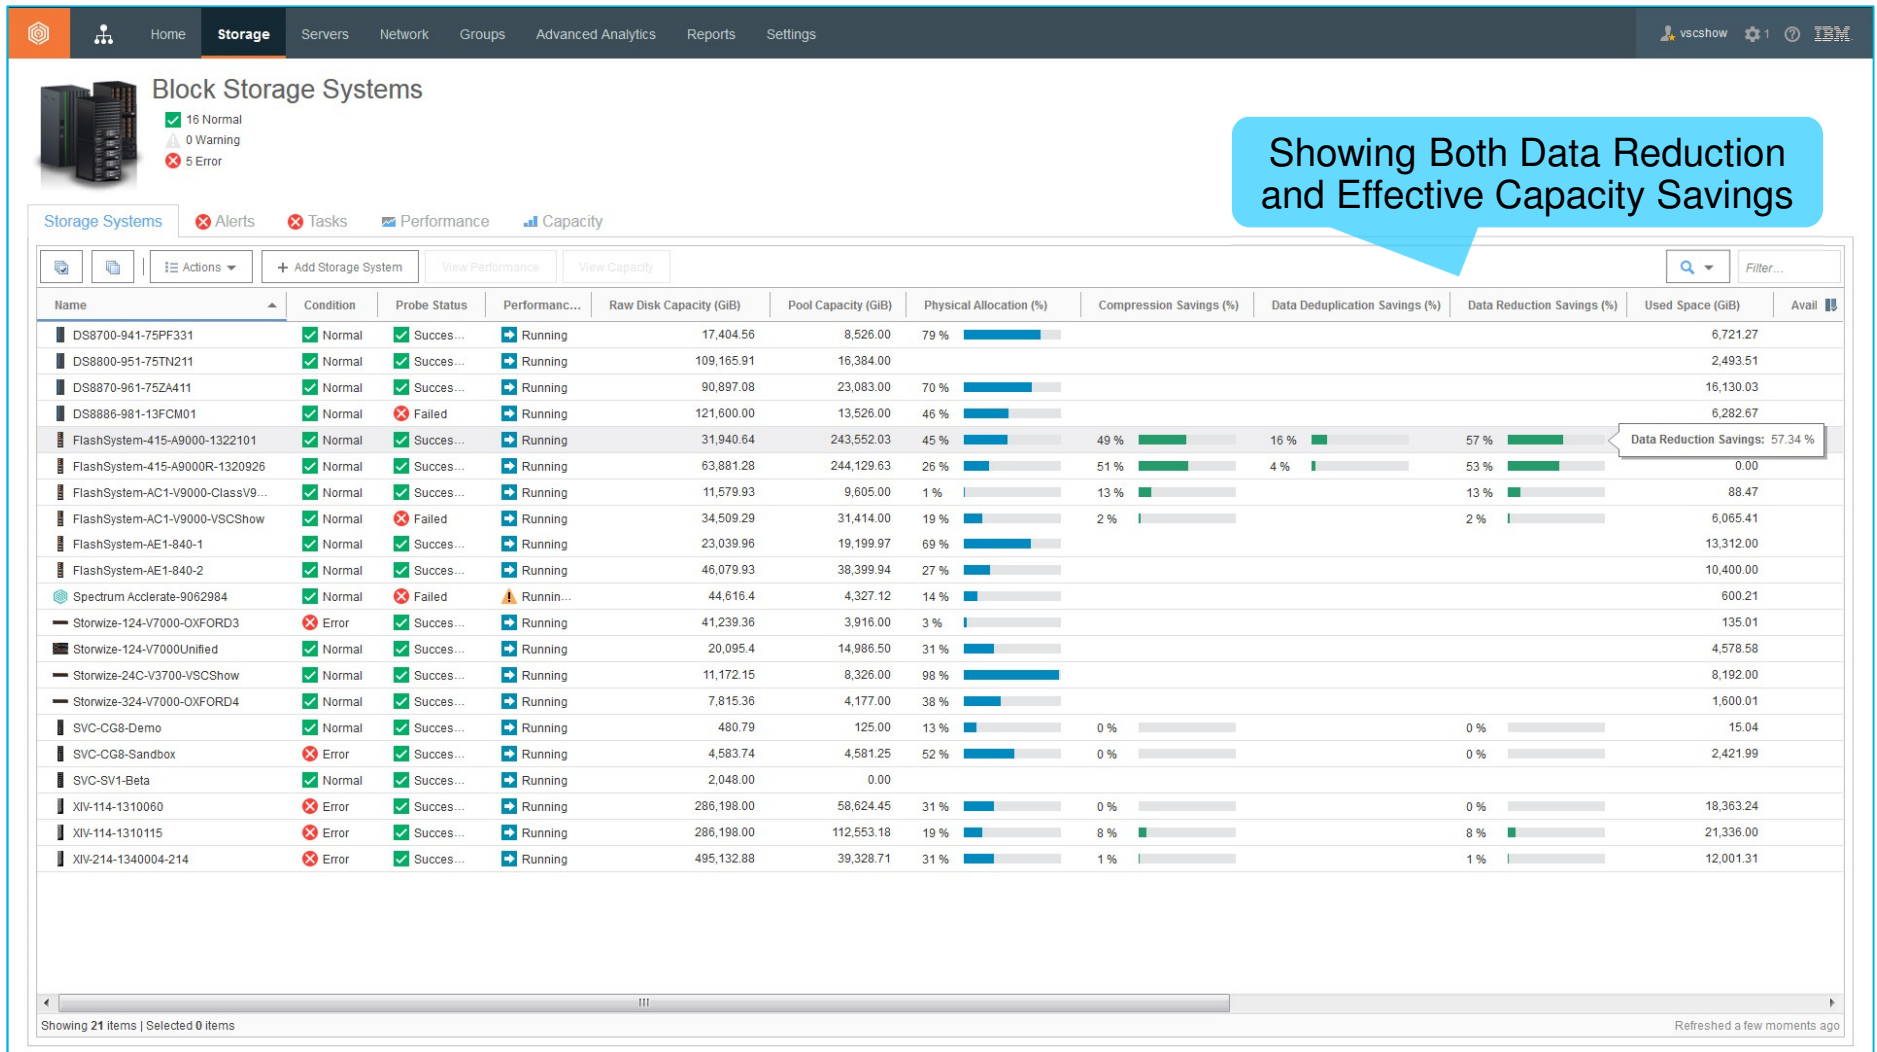 Home Storage Servers Network Groups Advanced Analytics Reports Settings vscshow 1 IBM
Block Storage Systems
16 Normal
0 Warning
5 Error
Showing Both Data Reduction
and Effective Capacity Savings
Storage Systems Alerts Tasks Performance Capacity
Actions + Add Storage System View Performance View Capacity Filter...
Name Condition Probe Status Performanc... Raw Disk Capacity (GiB) Pool Capacity (GiB) Physical Allocation (%) Compression Savings (%) Data Deduplication Savings (%) Data Reduction Savings (%) Used Space (GiB) Avail
DS8700-941-75PF331 Normal Succes... Running 17,404.56 8,526.00 79 % 6,721.27
DS8800-951-75TN211 Normal Succes... Running 109,165.91 16,384.00 2,493.51
DS8870-961-75ZA411 Normal Succes... Running 90,897.08 23,083.00 70 % 16,130.03
DS8886-981-13FCM01 Normal Failed Running 121,600.00 13,526.00 46 % 6,282.67
FlashSystem-415-A9000-1322101 Normal Succes... Running 31,940.64 243,552.03 45 % 49 % 16 % 57 % Data Reduction Savings: 57.34 %
FlashSystem-415-A9000R-1320926 Normal Succes... Running 63,881.28 244,129.63 26 % 51 % 4 % 53 % 0.00
FlashSystem-AC1-V9000-ClassV9... Normal Succes... Running 11,579.93 9,605.00 1 % 13 % 13 % 88.47
FlashSystem-AC1-V9000-VSCShow Normal Failed Running 34,509.29 31,414.00 19 % 2 % 2 % 6,065.41
FlashSystem-AE1-840-1 Normal Succes... Running 23,039.96 19,199.97 69 % 13,312.00
FlashSystem-AE1-840-2 Normal Succes... Running 46,079.93 38,399.94 27 % 10,400.00
Spectrum Acclerate-9062984 Normal Failed Runnin... 44,616.4 4,327.12 14 % 600.21
Storwize-124-V7000-OXFORD3 Error Succes... Running 41,239.36 3,916.00 3 % 135.01
Storwize-124-V7000Unified Normal Succes... Running 20,095.4 14,986.50 31 % 4,578.58
Storwize-24C-V3700-VSCShow Normal Succes... Running 11,172.15 8,326.00 98 % 8,192.00
Storwize-324-V7000-OXFORD4 Normal Succes... Running 7,815.36 4,177.00 38 % 1,600.01
SVC-CG8-Demo Normal Succes... Running 480.79 125.00 13 % 0 % 0 % 15.04
SVC-CG8-Sandbox Error Succes... Running 4,583.74 4,581.25 52 % 0 % 0 % 2,421.99
SVC-SV1-Beta Normal Succes... Running 2,048.00 0.00
XIV-114-1310060 Error Succes... Running 286,198.00 58,624.45 31 % 0 % 0 % 18,363.24
XIV-114-1310115 Error Succes... Running 286,198.00 112,553.18 19 % 8 % 8 % 21,336.00
XIV-214-1340004-214 Error Succes... Running 495,132.88 39,328.71 31 % 1 % 1 % 12,001.31
Showing 21 items | Selected 0 items Refreshed a few moments ago